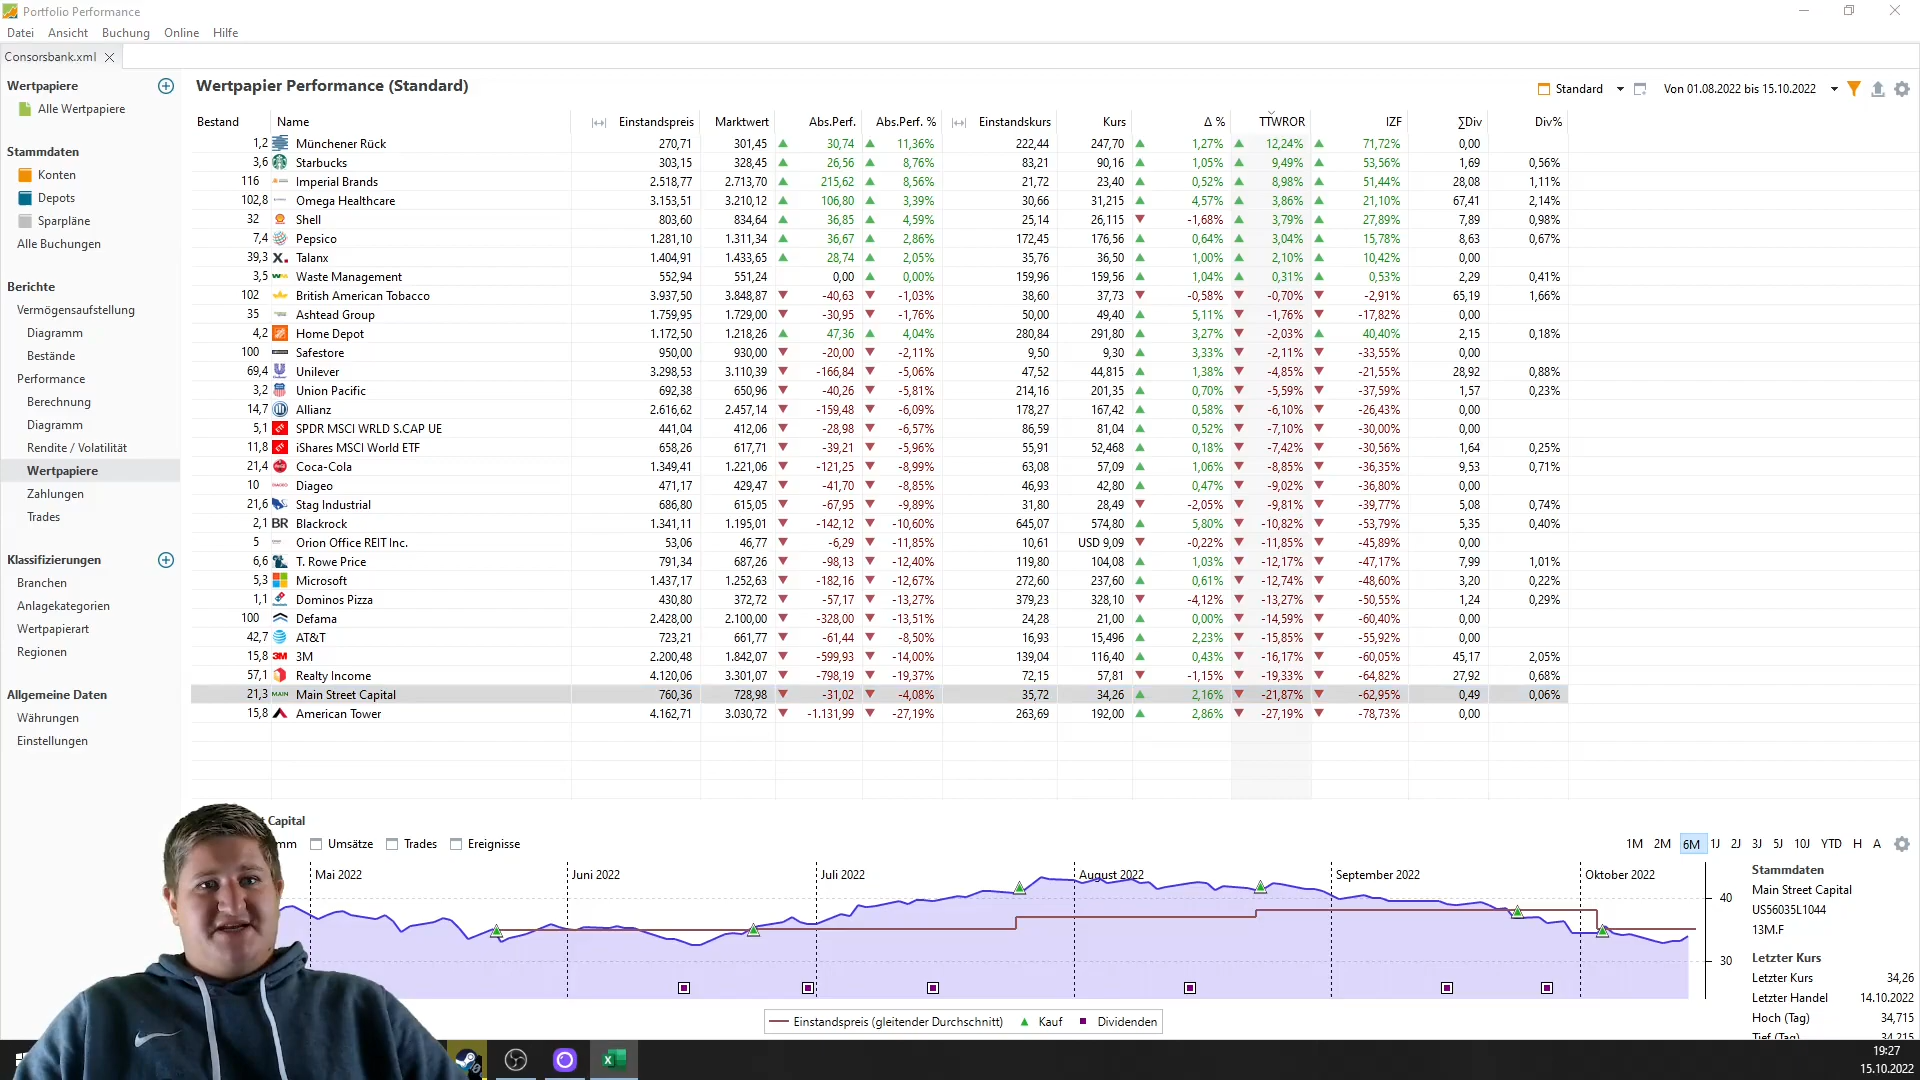 Portfolio Performance
Datei Ansicht Buchung Online Hilfe
Consorsbank.xml
Wertpapiere
Alle Wertpapiere
Stammdaten
Konten
Depots
Sparpläne
Alle Buchungen
Berichte
Vermögensaufstellung
Diagramm
Bestände
Performance
Berechnung
Diagramm
Rendite / Volatilität
Wertpapiere
Zahlungen
Trades
Klassifizierungen
Branchen
Anlagekategorien
Wertpapierart
Regionen
Allgemeine Daten
Währungen
Einstellungen
Wertpapier Performance (Standard)
Standard Von 01.08.2022 bis 15.10.2022
Bestand Name Einstandspreis Marktwert Abs.Perf. Abs.Perf. % Einstandskurs Kurs Δ % TTWROR IZF ∑Div Div%
1,2 Münchener Rück 270,71 301,45 30,74 11,36% 222,44 247,70 1,27% 12,24% 71,72% 0,00
3,6 Starbucks 303,15 328,45 26,56 8,76% 83,21 90,16 1,05% 9,49% 53,56% 1,69 0,56%
116 Imperial Brands 2.518,77 2.713,70 215,62 8,56% 21,72 23,40 0,52% 8,98% 51,44% 28,08 1,11%
102,8 Omega Healthcare 3.153,51 3.210,12 106,80 3,39% 30,66 31,215 4,57% 3,86% 21,10% 67,41 2,14%
32 Shell 803,60 834,64 36,85 4,59% 25,14 26,115 -1,68% 3,79% 27,89% 7,89 0,98%
7,4 Pepsico 1.281,10 1.311,34 36,67 2,86% 172,45 176,56 0,64% 3,04% 15,78% 8,63 0,67%
39,3 Talanx 1.404,91 1.433,65 28,74 2,05% 35,76 36,50 1,00% 2,10% 10,42% 0,00
3,5 Waste Management 552,94 551,24 0,00 0,00% 159,96 159,56 1,04% 0,31% 0,53% 2,29 0,41%
102 British American Tobacco 3.937,50 3.848,87 -40,63 -1,03% 38,60 37,73 -0,58% -0,70% -2,91% 65,19 1,66%
35 Ashtead Group 1.759,95 1.729,00 -30,95 -1,76% 50,00 49,40 5,11% -1,76% -17,82% 0,00
4,2 Home Depot 1.172,50 1.218,26 47,36 4,04% 280,84 291,80 3,27% -2,03% 40,40% 2,15 0,18%
100 Safestore 950,00 930,00 -20,00 -2,11% 9,50 9,30 3,33% -2,11% -33,55% 0,00
69,4 Unilever 3.298,53 3.110,39 -166,84 -5,06% 47,52 44,815 1,38% -4,85% -21,55% 28,92 0,88%
3,2 Union Pacific 692,38 650,96 -40,26 -5,81% 214,16 201,35 0,70% -5,59% -37,59% 1,57 0,23%
14,7 Allianz 2.616,62 2.457,14 -159,48 -6,09% 178,27 167,42 0,58% -6,10% -26,43% 0,00
5,1 SPDR MSCI WRLD S.CAP UE 441,04 412,06 -28,98 -6,57% 86,59 81,04 0,52% -7,10% -30,00% 0,00
11,8 iShares MSCI World ETF 658,26 617,71 -39,21 -5,96% 55,91 52,468 0,18% -7,42% -30,56% 1,64 0,25%
21,4 Coca-Cola 1.349,41 1.221,06 -121,25 -8,99% 63,08 57,09 1,06% -8,85% -36,35% 9,53 0,71%
10 Diageo 471,17 429,47 -41,70 -8,85% 46,93 42,80 0,47% -9,02% -36,80% 0,00
21,6 Stag Industrial 686,80 615,05 -67,95 -9,89% 31,80 28,49 -2,05% -9,81% -39,77% 5,08 0,74%
2,1 BR Blackrock 1.341,11 1.195,01 -142,12 -10,60% 645,07 574,80 5,80% -10,82% -53,79% 5,35 0,40%
5 Orion Office REIT Inc. 53,06 46,77 -6,29 -11,85% 10,61 USD 9,09 -0,22% -11,85% -45,89% 0,00
6,6 T. Rowe Price 791,34 687,26 -98,13 -12,40% 119,80 104,08 1,03% -12,17% -47,17% 7,99 1,01%
5,3 Microsoft 1.437,17 1.252,63 -182,16 -12,67% 272,60 237,60 0,61% -12,74% -48,60% 3,20 0,22%
1,1 Dominos Pizza 430,80 372,72 -57,17 -13,27% 379,23 328,10 -4,12% -13,27% -50,55% 1,24 0,29%
100 Defama 2.428,00 2.100,00 -328,00 -13,51% 24,28 21,00 0,00% -14,59% -60,40% 0,00
42,7 AT&T 723,21 661,77 -61,44 -8,50% 16,93 15,496 2,23% -15,85% -55,92% 0,00
15,8 3M 3M 2.200,48 1.842,07 -599,93 -14,00% 139,04 116,40 0,43% -16,17% -60,05% 45,17 2,05%
57,1 Realty Income 4.120,06 3.301,07 -798,19 -19,37% 72,15 57,81 -1,15% -19,33% -64,82% 27,92 0,68%
21,3 MAIN Main Street Capital 760,36 728,98 -31,02 -4,08% 35,72 34,26 2,16% -21,87% -62,95% 0,49 0,06%
15,8 American Tower 4.162,71 3.030,72 -1.131,99 -27,19% 263,69 192,00 2,86% -27,19% -78,73% 0,00
t Capital
mm Umsätze Trades Ereignisse
1M 2M 6M 1J 2J 3J 5J 10J YTD H A
Mai 2022 Juni 2022 Juli 2022 August 2022 September 2022 Oktober 2022
40
30
Einstandspreis (gleitender Durchschnitt) Kauf Dividenden
Stammdaten
Main Street Capital
US56035L1044
13M.F
Letzter Kurs
Letzter Kurs 34,26
Letzter Handel 14.10.2022
Hoch (Tag) 34,715
Tief (Tag) 34,215
19:27
15.10.2022